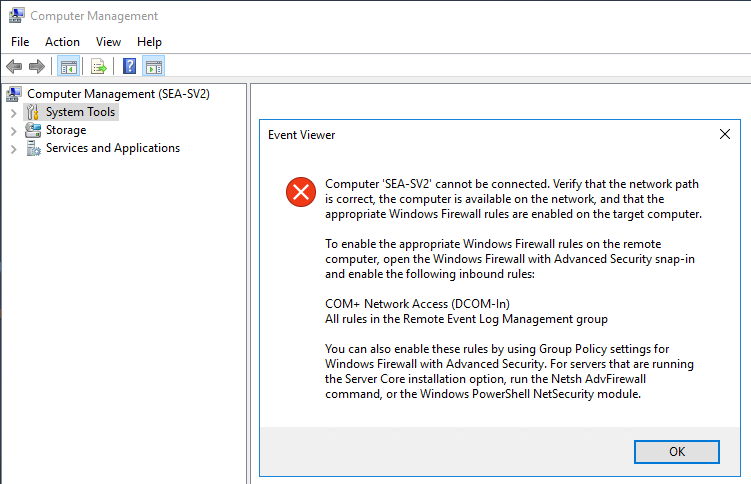 Computer Management
File Action View Help
Computer Management (SEA-SV2)
System Tools
Storage
Services and Applications
Event Viewer
Computer 'SEA-SV2' cannot be connected. Verify that the network path
is correct, the computer is available on the network, and that the
appropriate Windows Firewall rules are enabled on the target computer.
To enable the appropriate Windows Firewall rules on the remote
computer, open the Windows Firewall with Advanced Security snap-in
and enable the following inbound rules:
COM+ Network Access (DCOM-In)
All rules in the Remote Event Log Management group
You can also enable these rules by using Group Policy settings for
Windows Firewall with Advanced Security. For servers that are running
the Server Core installation option, run the Netsh AdvFirewall
command, or the Windows PowerShell NetSecurity module.
OK